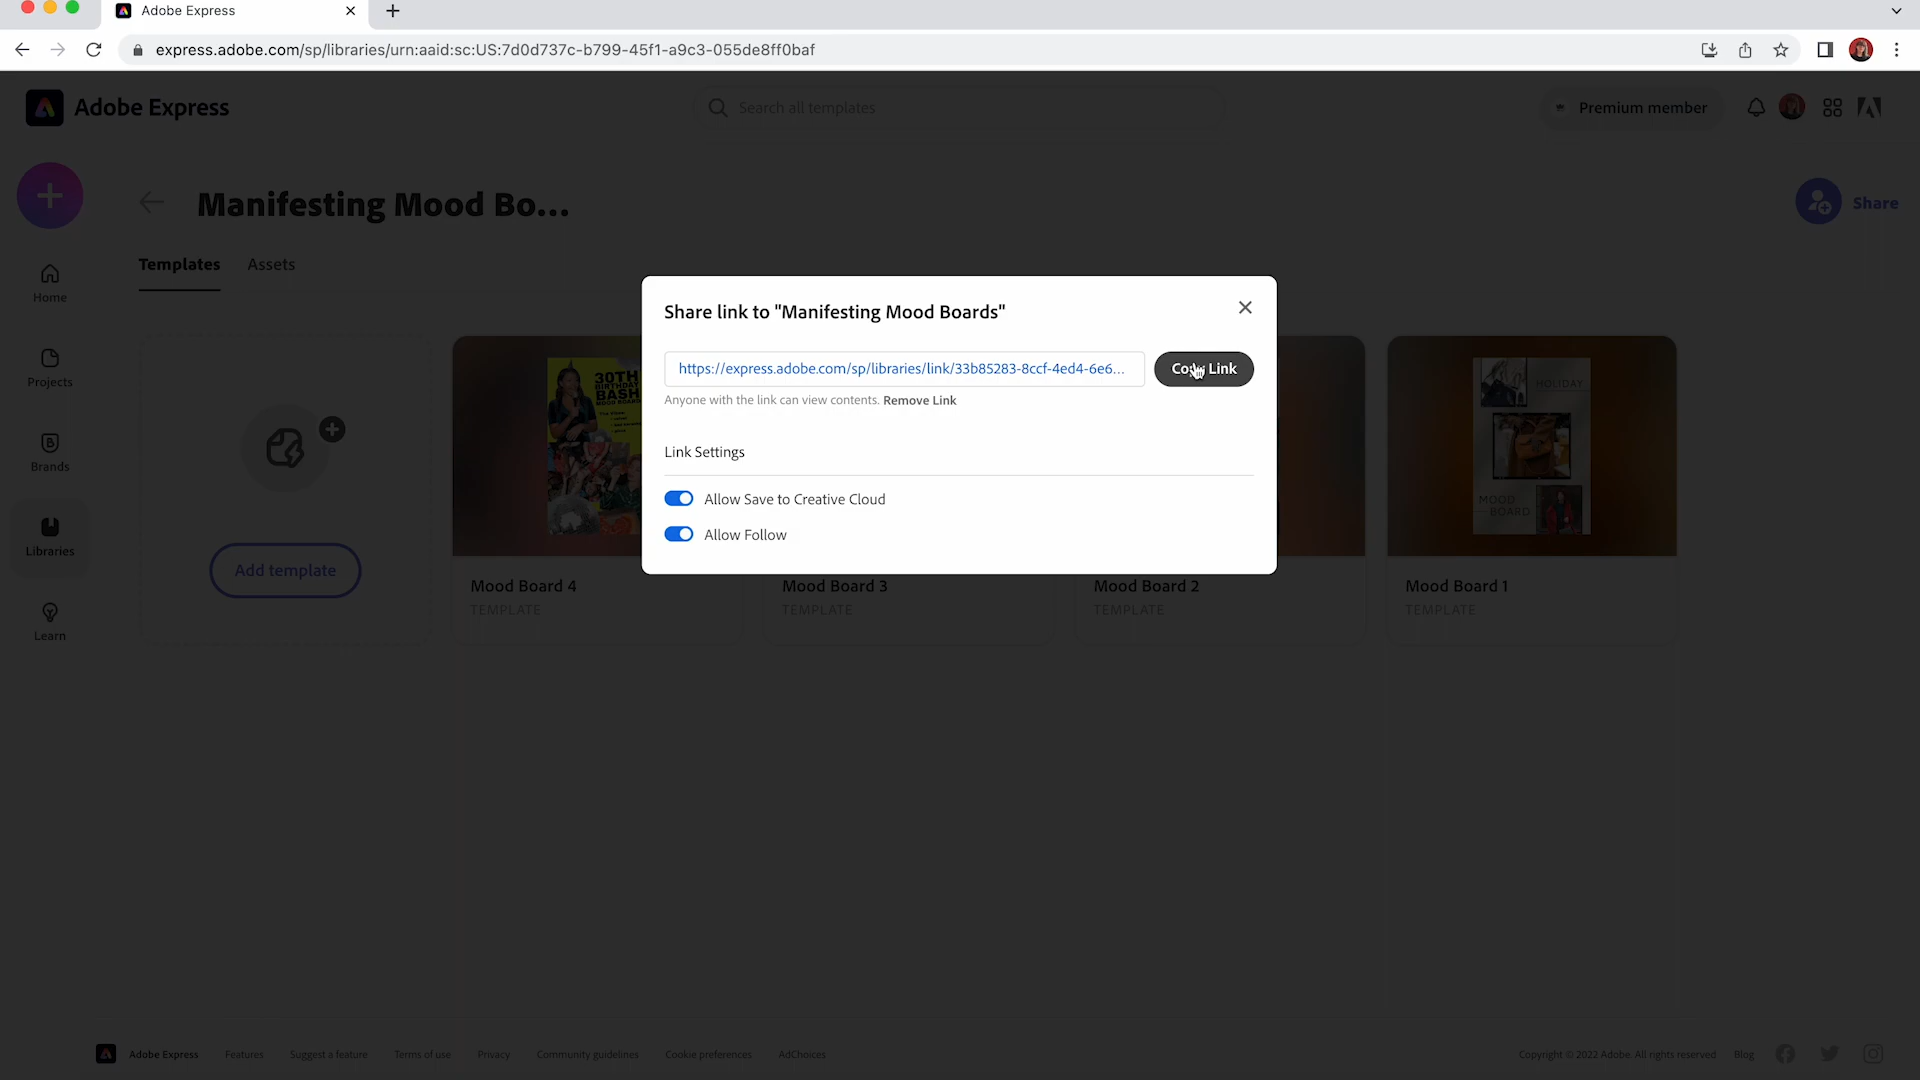 Adobe Express
express.adobe.com/sp/libraries/urn:aaid:sc:US:7d0d737c-b799-45f1-a9c3-055de8ff0baf
Adobe Express
Search all templates
Premium member
Manifesting Mood Bo...
Share
Templates
Assets
Home
Projects
Brands
Libraries
Learn
Share link to "Manifesting Mood Boards"
https://express.adobe.com/sp/libraries/link/33b85283-8ccf-4ed4-6e6...
Copy Link
Anyone with the link can view contents. Remove Link
Link Settings
Allow Save to Creative Cloud
Allow Follow
30TH
BIRTHDAY
BASH
MOOD BOARD
HOLIDAY
MOOD
BOARD
Add template
Mood Board 4
TEMPLATE
Mood Board 3
TEMPLATE
Mood Board 2
TEMPLATE
Mood Board 1
TEMPLATE
Adobe Express
Features
Suggest a feature
Terms of use
Privacy
Community guidelines
Cookie preferences
AdChoices
Copyright © 2022 Adobe. All rights reserved
Blog